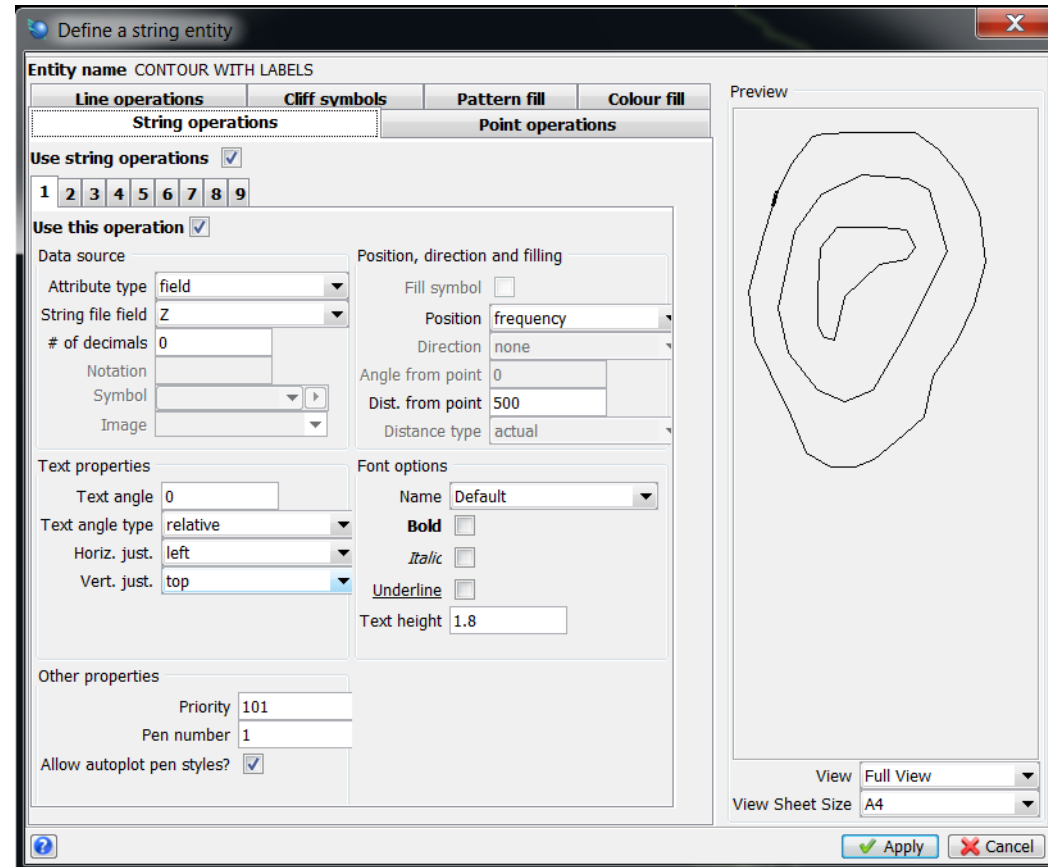 Define a string entity
Entity name CONTOUR WITH LABELS
Line operations Cliff symbols Pattern fill Colour fill
String operations Point operations
Use string operations
1 2 3 4 5 6 7 8 9
Use this operation
Data source
Attribute type field
String file field Z
# of decimals 0
Notation
Symbol
Image
Position, direction and filling
Fill symbol
Position frequency
Direction none
Angle from point 0
Dist. from point 500
Distance type actual
Text properties
Text angle 0
Text angle type relative
Horiz. just. left
Vert. just. top
Font options
Name Default
Bold
Italic
Underline
Text height 1.8
Other properties
Priority 101
Pen number 1
Allow autoplot pen styles?
Preview
View Full View
View Sheet Size A4
? Apply Cancel